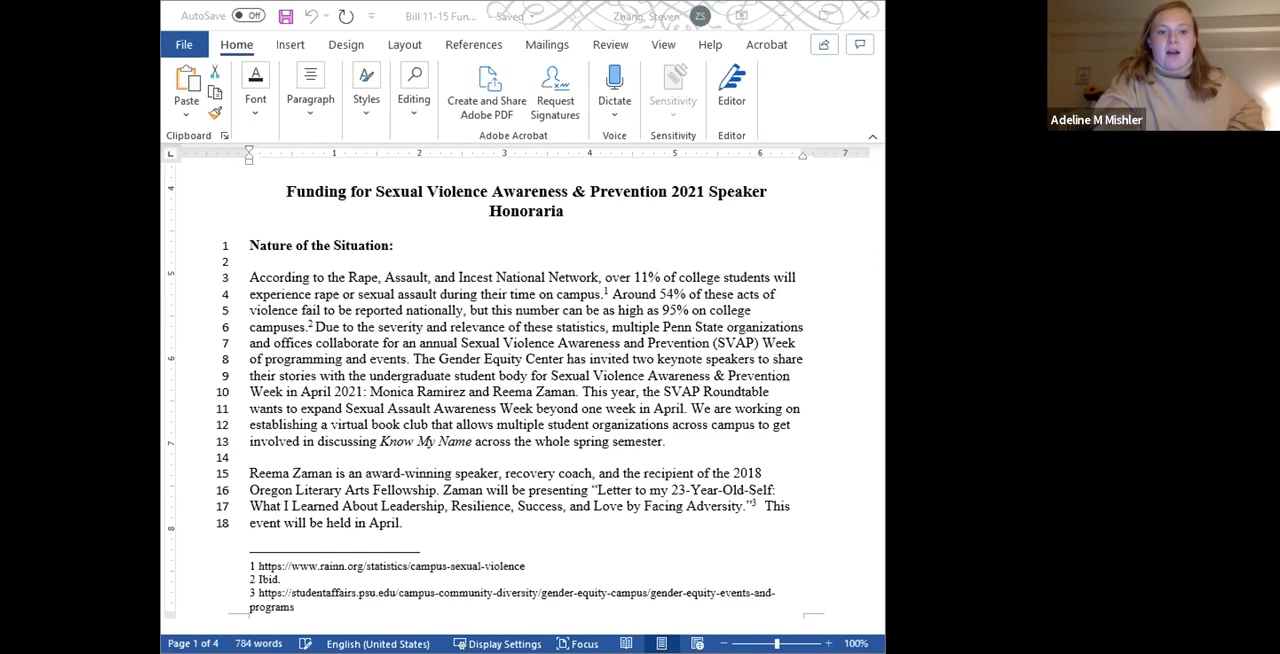 AutoSave Off Bill 11-15 Fun... - Saved Zhang, Steven ZS
File Home Insert Design Layout References Mailings Review View Help Acrobat
Paste Font Paragraph Styles Editing Create and Share Adobe PDF Request Signatures Dictate Sensitivity Editor
Clipboard Adobe Acrobat Voice Sensitivity Editor
Adeline M Mishler
L 1 2 3 4 5 6 7
4
5
6
7
8
Funding for Sexual Violence Awareness & Prevention 2021 Speaker
Honoraria
1 Nature of the Situation:
2
3 According to the Rape, Assault, and Incest National Network, over 11% of college students will
4 experience rape or sexual assault during their time on campus.1 Around 54% of these acts of
5 violence fail to be reported nationally, but this number can be as high as 95% on college
6 campuses.2 Due to the severity and relevance of these statistics, multiple Penn State organizations
7 and offices collaborate for an annual Sexual Violence Awareness and Prevention (SVAP) Week
8 of programming and events. The Gender Equity Center has invited two keynote speakers to share
9 their stories with the undergraduate student body for Sexual Violence Awareness & Prevention
10 Week in April 2021: Monica Ramirez and Reema Zaman. This year, the SVAP Roundtable
11 wants to expand Sexual Assault Awareness Week beyond one week in April. We are working on
12 establishing a virtual book club that allows multiple student organizations across campus to get
13 involved in discussing Know My Name across the whole spring semester.
14
15 Reema Zaman is an award-winning speaker, recovery coach, and the recipient of the 2018
16 Oregon Literary Arts Fellowship. Zaman will be presenting “Letter to my 23-Year-Old-Self:
17 What I Learned About Leadership, Resilience, Success, and Love by Facing Adversity.”3 This
18 event will be held in April.
1 https://www.rainn.org/statistics/campus-sexual-violence
2 Ibid.
3 https://studentaffairs.psu.edu/campus-community-diversity/gender-equity-campus/gender-equity-events-and-
programs
Page 1 of 4 784 words English (United States) Display Settings Focus 100%